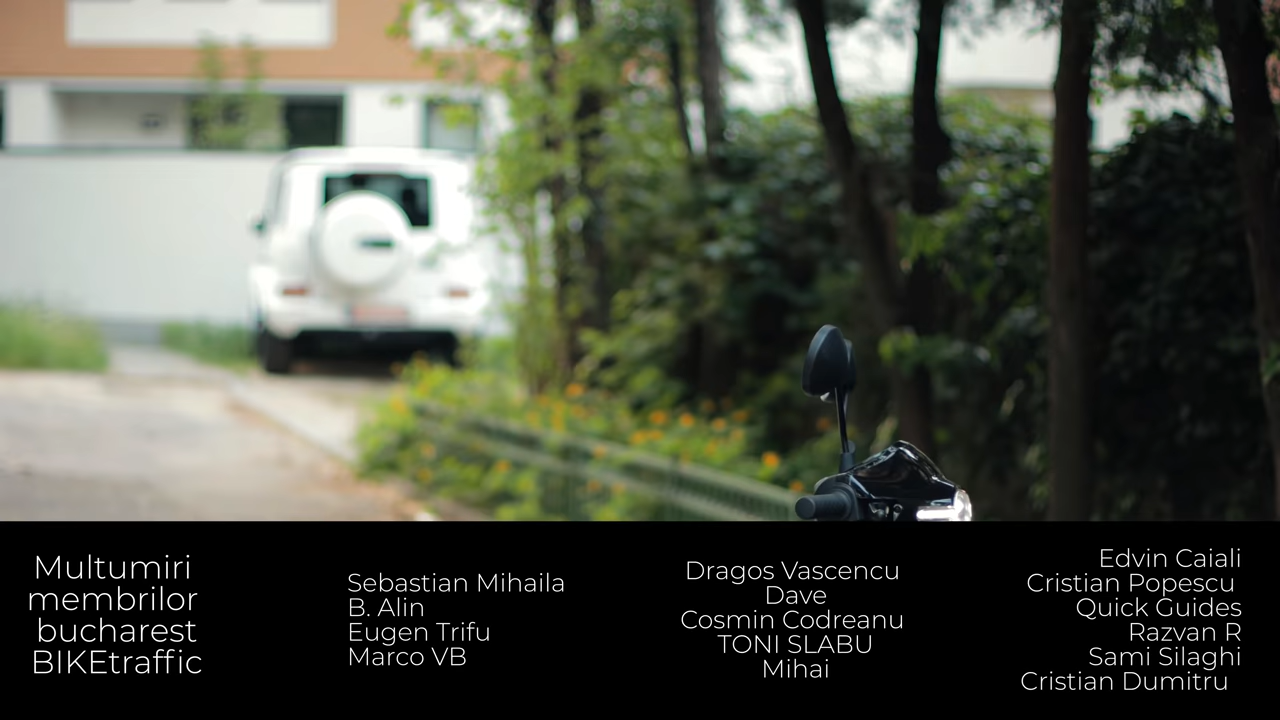 Multumiri
membrilor
bucharest
BIKEtraffic
Sebastian Mihaila
B. Alin
Eugen Trifu
Marco VB
Dragos Vascencu
Dave
Cosmin Codreanu
TONI SLABU
Mihai
Edvin Caiali
Cristian Popescu
Quick Guides
Razvan R
Sami Silaghi
Cristian Dumitru